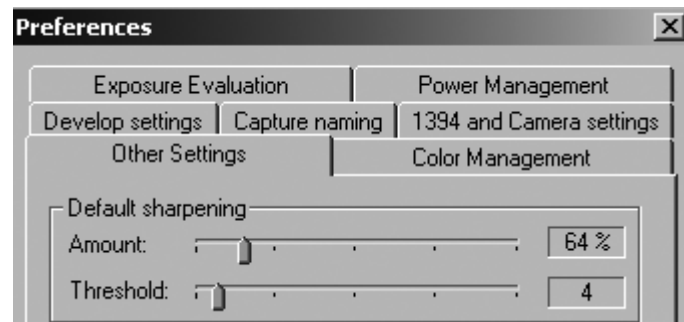 Preferences
Exposure Evaluation Power Management
Develop settings Capture naming 1394 and Camera settings
Other Settings Color Management
Default sharpening
Amount: 64 %
Threshold: 4